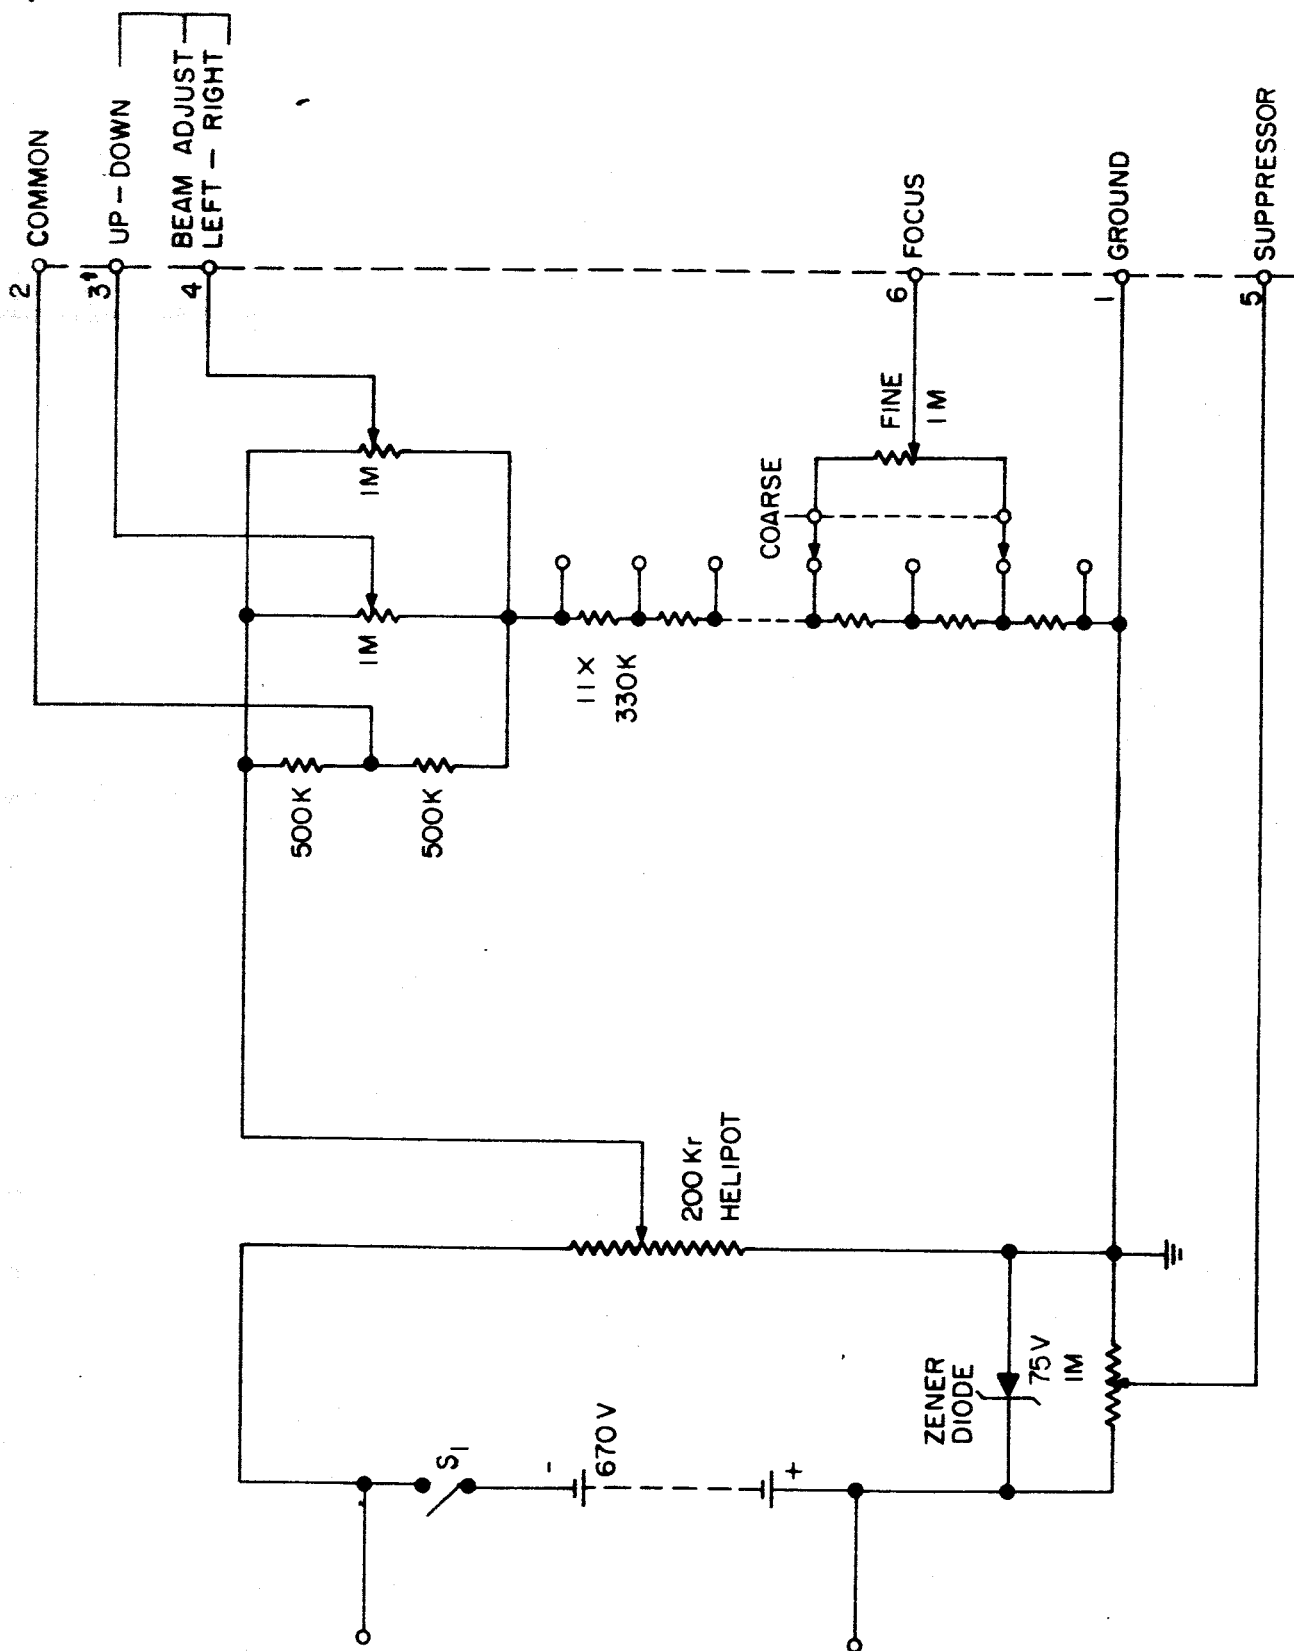 2
COMMON
3
UP-DOWN
BEAM ADJUST
4
LEFT - RIGHT
1M
1M
500K
500K
11X
330K
COARSE
FINE
1M
6
FOCUS
1
GROUND
5
SUPPRESSOR
200 Kr
HELIPOT
S1
-
670 V
+
ZENER
DIODE
75V
1M